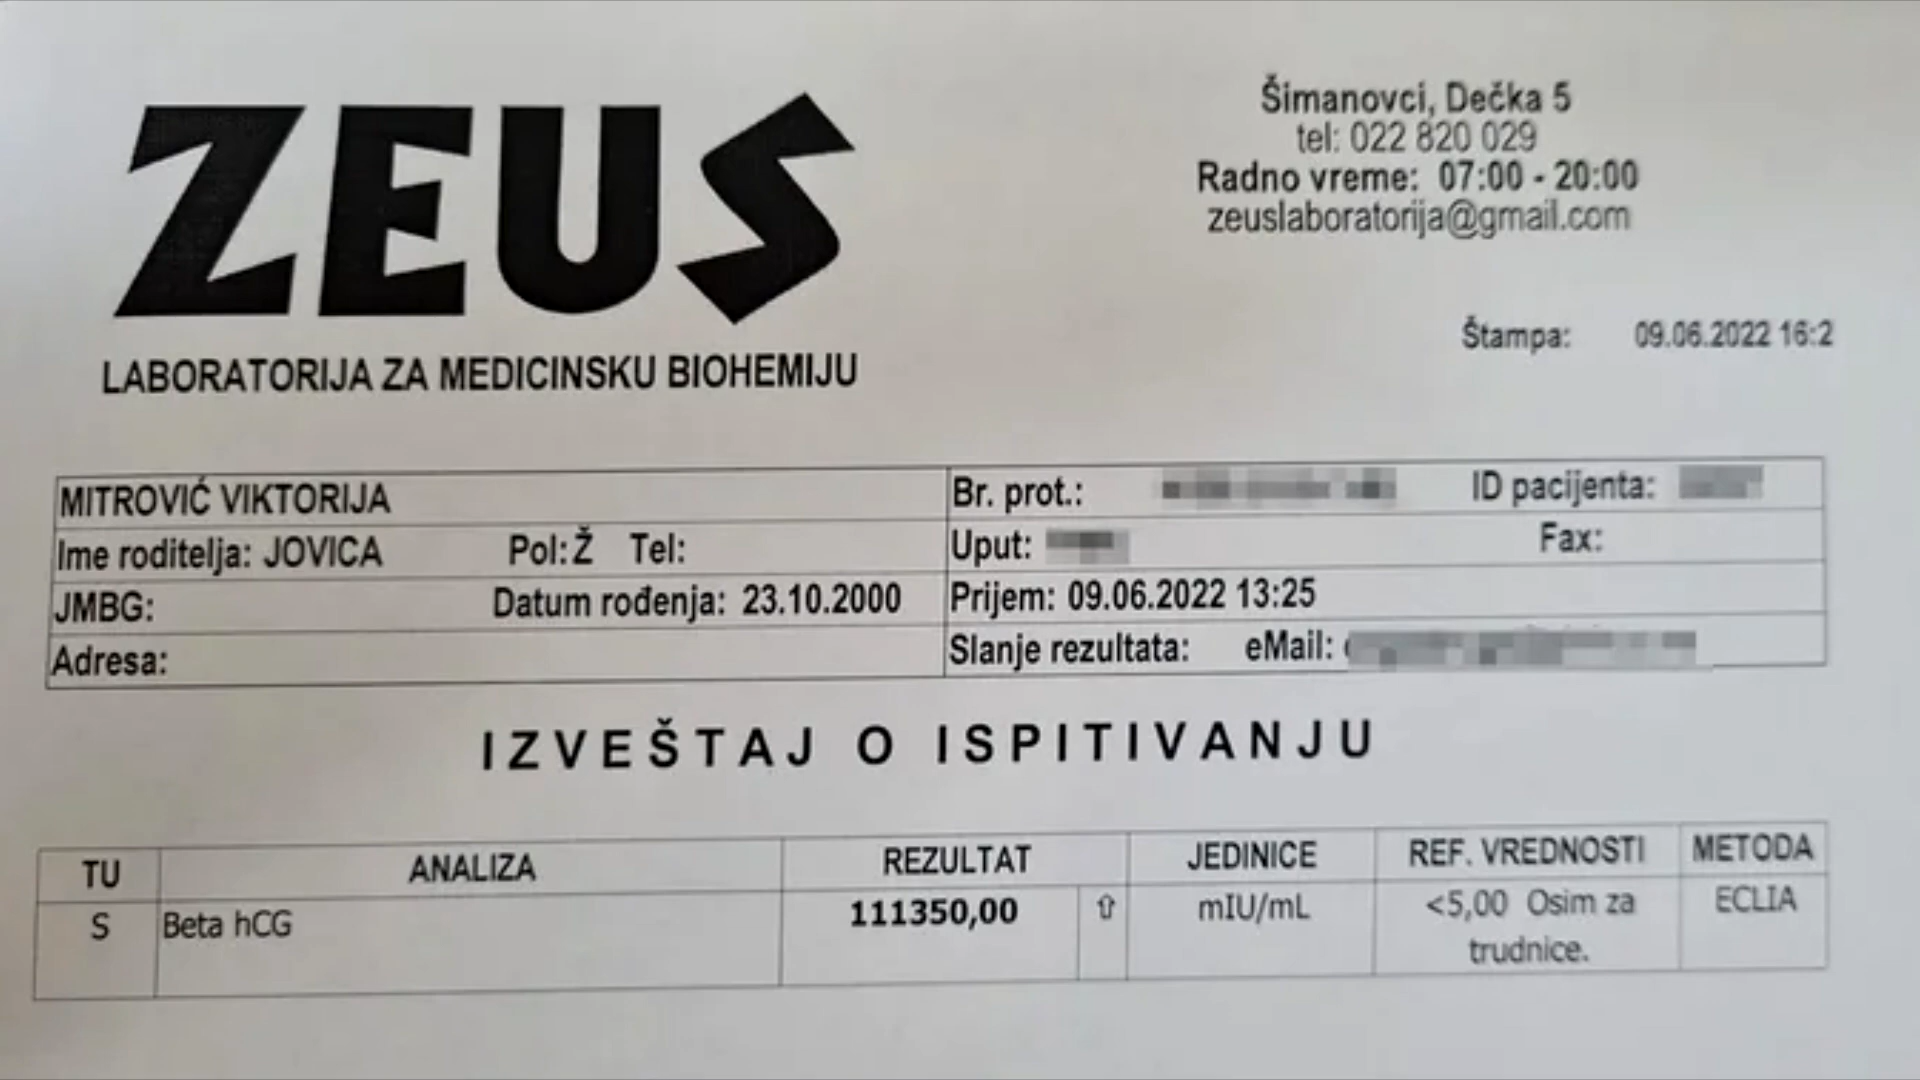 ZEUS
LABORATORIJA ZA MEDICINSKU BIOHEMIJU
Šimanovci, Dečka 5
tel: 022 820 029
Radno vreme: 07:00 - 20:00
zeuslaboratorija@gmail.com
Štampa: 09.06.2022 16:2
MITROVIĆ VIKTORIJA
Ime roditelja: JOVICA Pol: Ž Tel:
JMBG: Datum rođenja: 23.10.2000
Adresa:
Br. prot.: ID pacijenta:
Uput: Fax:
Prijem: 09.06.2022 13:25
Slanje rezultata: eMail:
IZVEŠTAJ O ISPITIVANJU
TU ANALIZA REZULTAT JEDINICE REF. VREDNOSTI METODA
S Beta hCG 111350,00 ⇧ mIU/mL <5,00 Osim za ECLIA
trudnice.